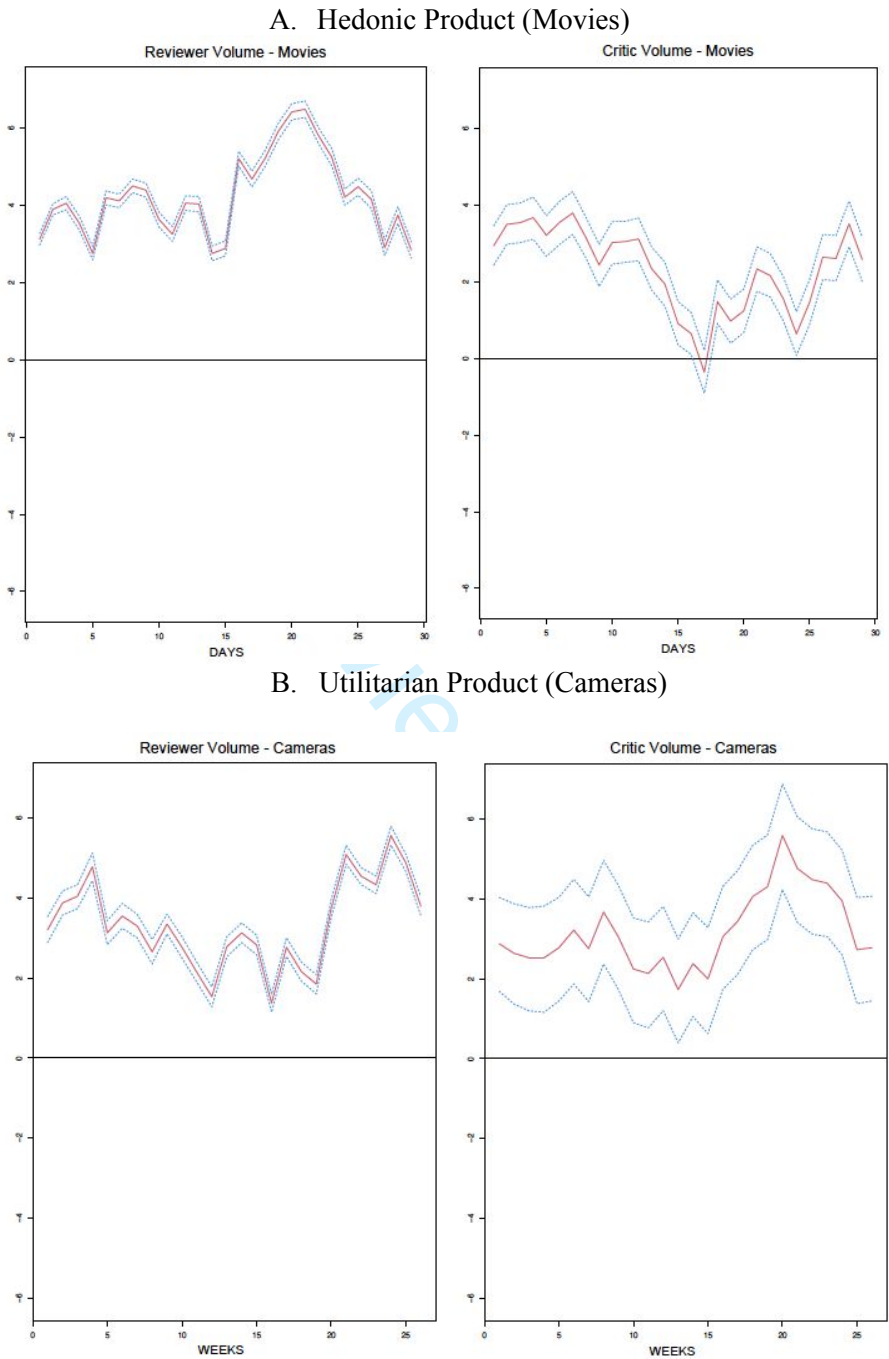 A. Hedonic Product (Movies)
Reviewer Volume - Movies
6
4
2
0
-2
-4
-6
0 5 10 15 20 25 30
DAYS
Critic Volume - Movies
6
4
2
0
-2
-4
-6
0 5 10 15 20 25 30
DAYS
B. Utilitarian Product (Cameras)
Reviewer Volume - Cameras
6
4
2
0
-2
-4
-6
0 5 10 15 20 25
WEEKS
Critic Volume - Cameras
6
4
2
0
-2
-4
-6
0 5 10 15 20 25
WEEKS